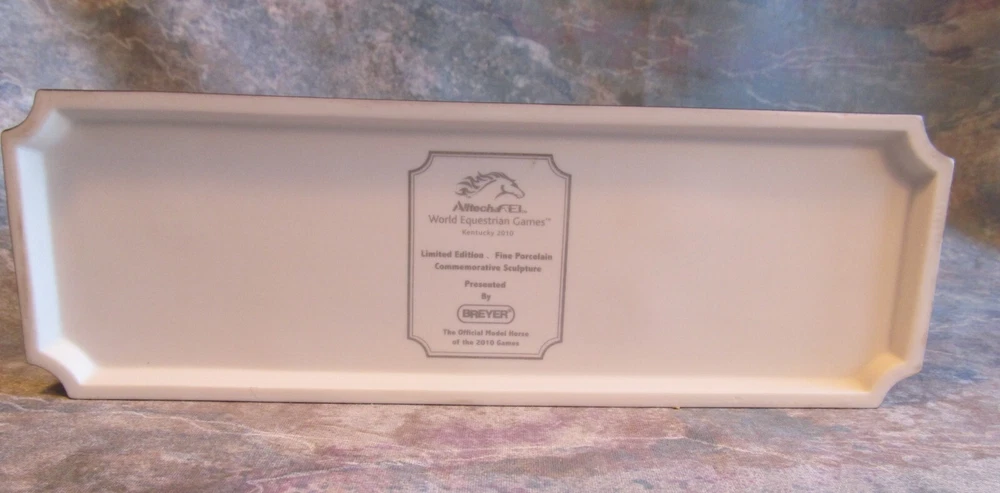 Alltech FEI™
World Equestrian Games™
Kentucky 2010
Limited Edition . Fine Porcelain
Commemorative Sculpture
Presented
By
BREYER®
The Official Model Horse
of the 2010 Games